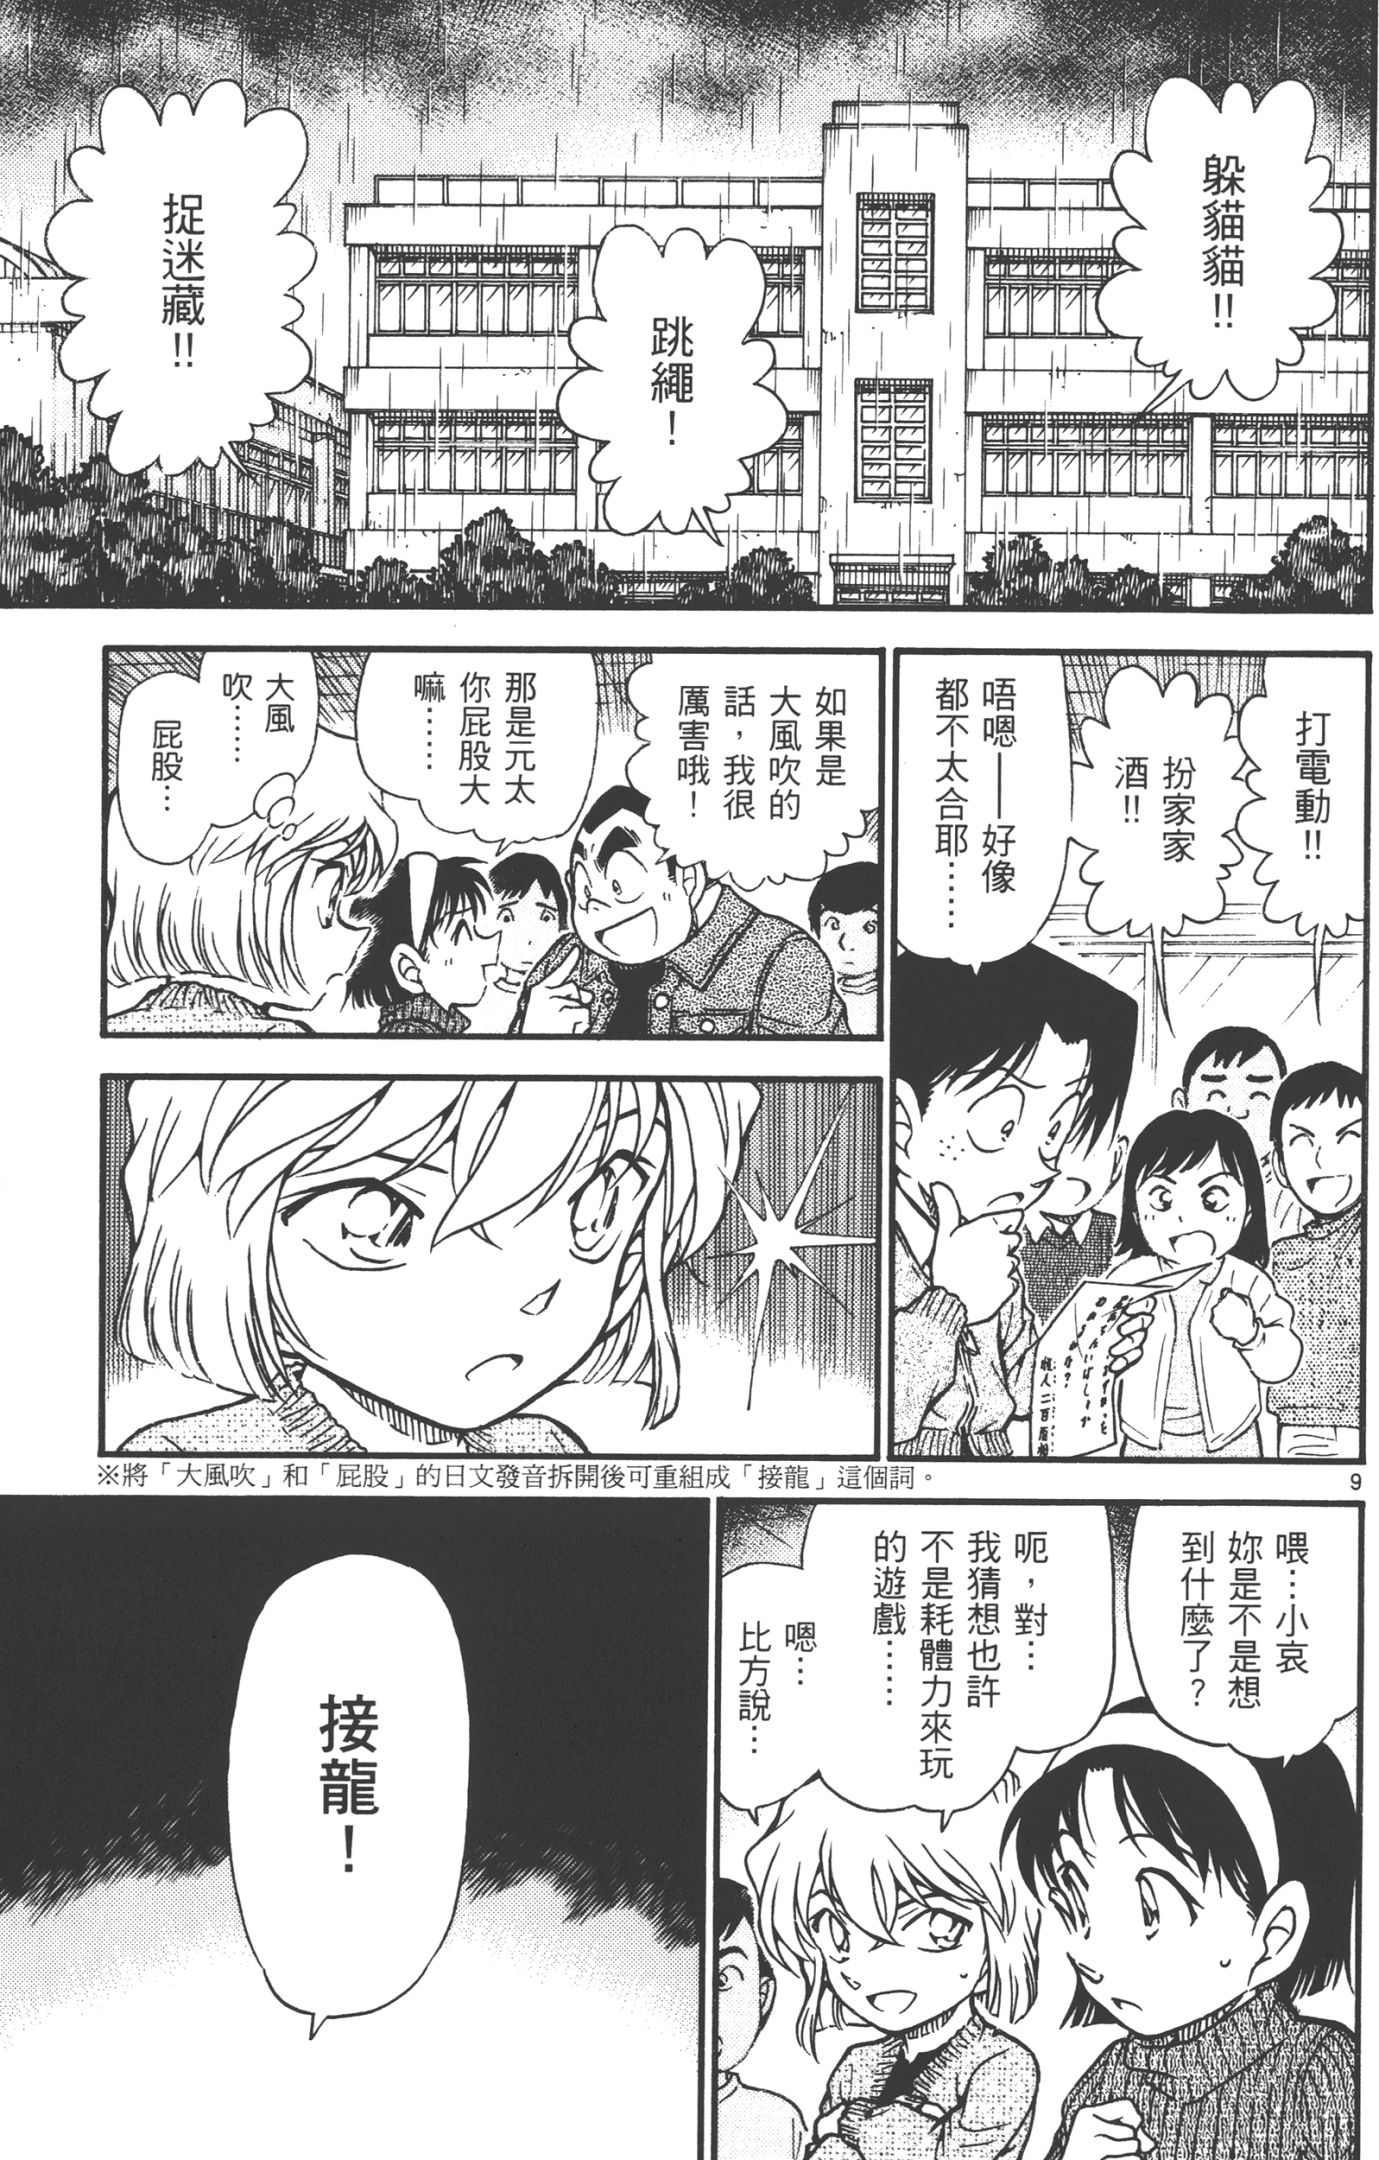 躲貓貓!!
跳繩！
捉迷藏!!
打電動!!
扮家家
酒!!
唔嗯——好像
都不太合耶……
如果是
大風吹的
話，我很
厲害哦！
那是元太
你屁股大
嘛……
大風
吹……
屁股…
※將「大風吹」和「屁股」的日文發音拆開後可重組成「接龍」這個詞。
9
喂…小哀
妳是不是想
到什麼了？
呃，對…
我猜想也許
不是耗體力來玩
的遊戲……
嗯…
比方說…
接龍！